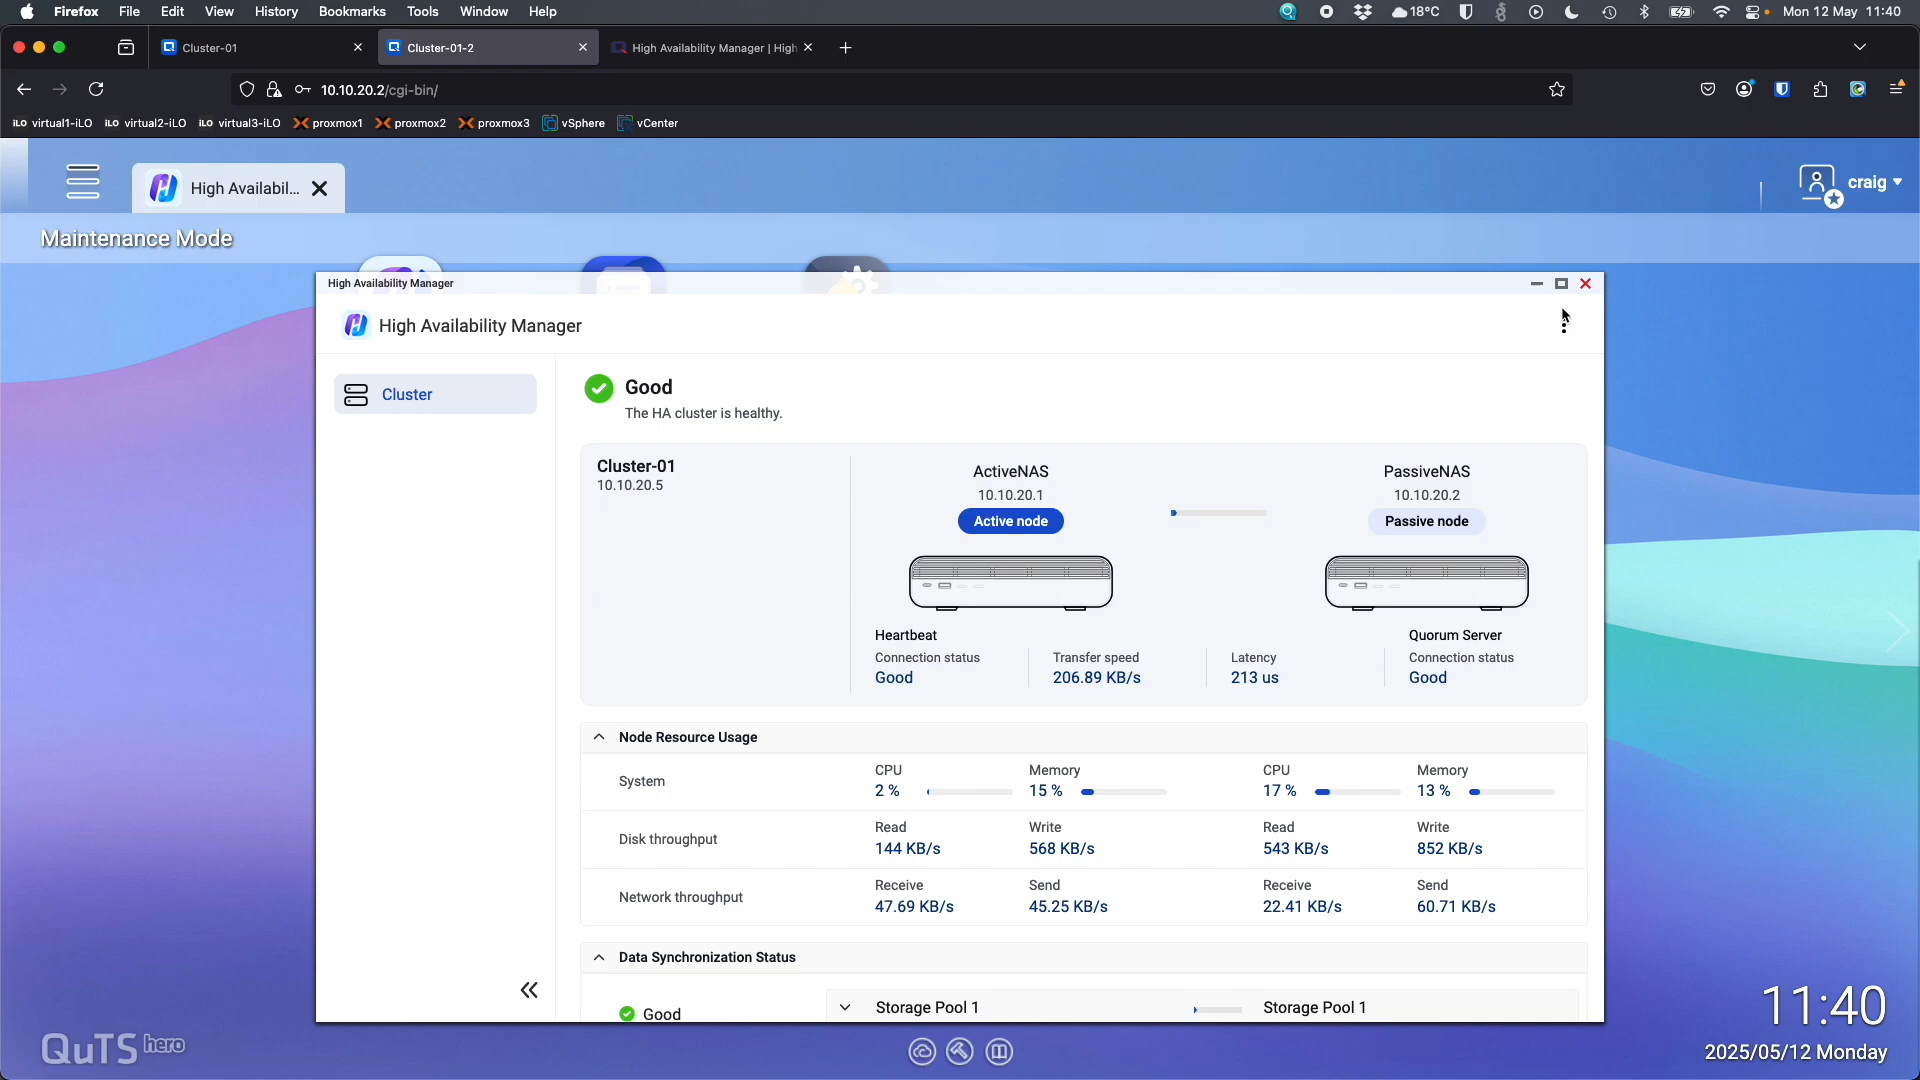 Firefox File Edit View History Bookmarks Tools Window Help 18°C Mon 12 May 11:40
Cluster-01 Cluster-01-2 High Availability Manager | High
10.10.20.2/cgi-bin/
iLO virtual1-iLO iLO virtual2-iLO iLO virtual3-iLO proxmox1 proxmox2 proxmox3 vSphere vCenter
High Availabil... craig
Maintenance Mode
High Availability Manager
High Availability Manager
Cluster
Good
The HA cluster is healthy.
Cluster-01
10.10.20.5
ActiveNAS
10.10.20.1
Active node
PassiveNAS
10.10.20.2
Passive node
Heartbeat Quorum Server
Connection status Transfer speed Latency Connection status
Good 206.89 KB/s 213 us Good
Node Resource Usage
System
CPU Memory CPU Memory
2 % 15 % 17 % 13 %
Disk throughput
Read Write Read Write
144 KB/s 568 KB/s 543 KB/s 852 KB/s
Network throughput
Receive Send Receive Send
47.69 KB/s 45.25 KB/s 22.41 KB/s 60.71 KB/s
Data Synchronization Status
Good Storage Pool 1 Storage Pool 1
11:40
QuTS hero
2025/05/12 Monday